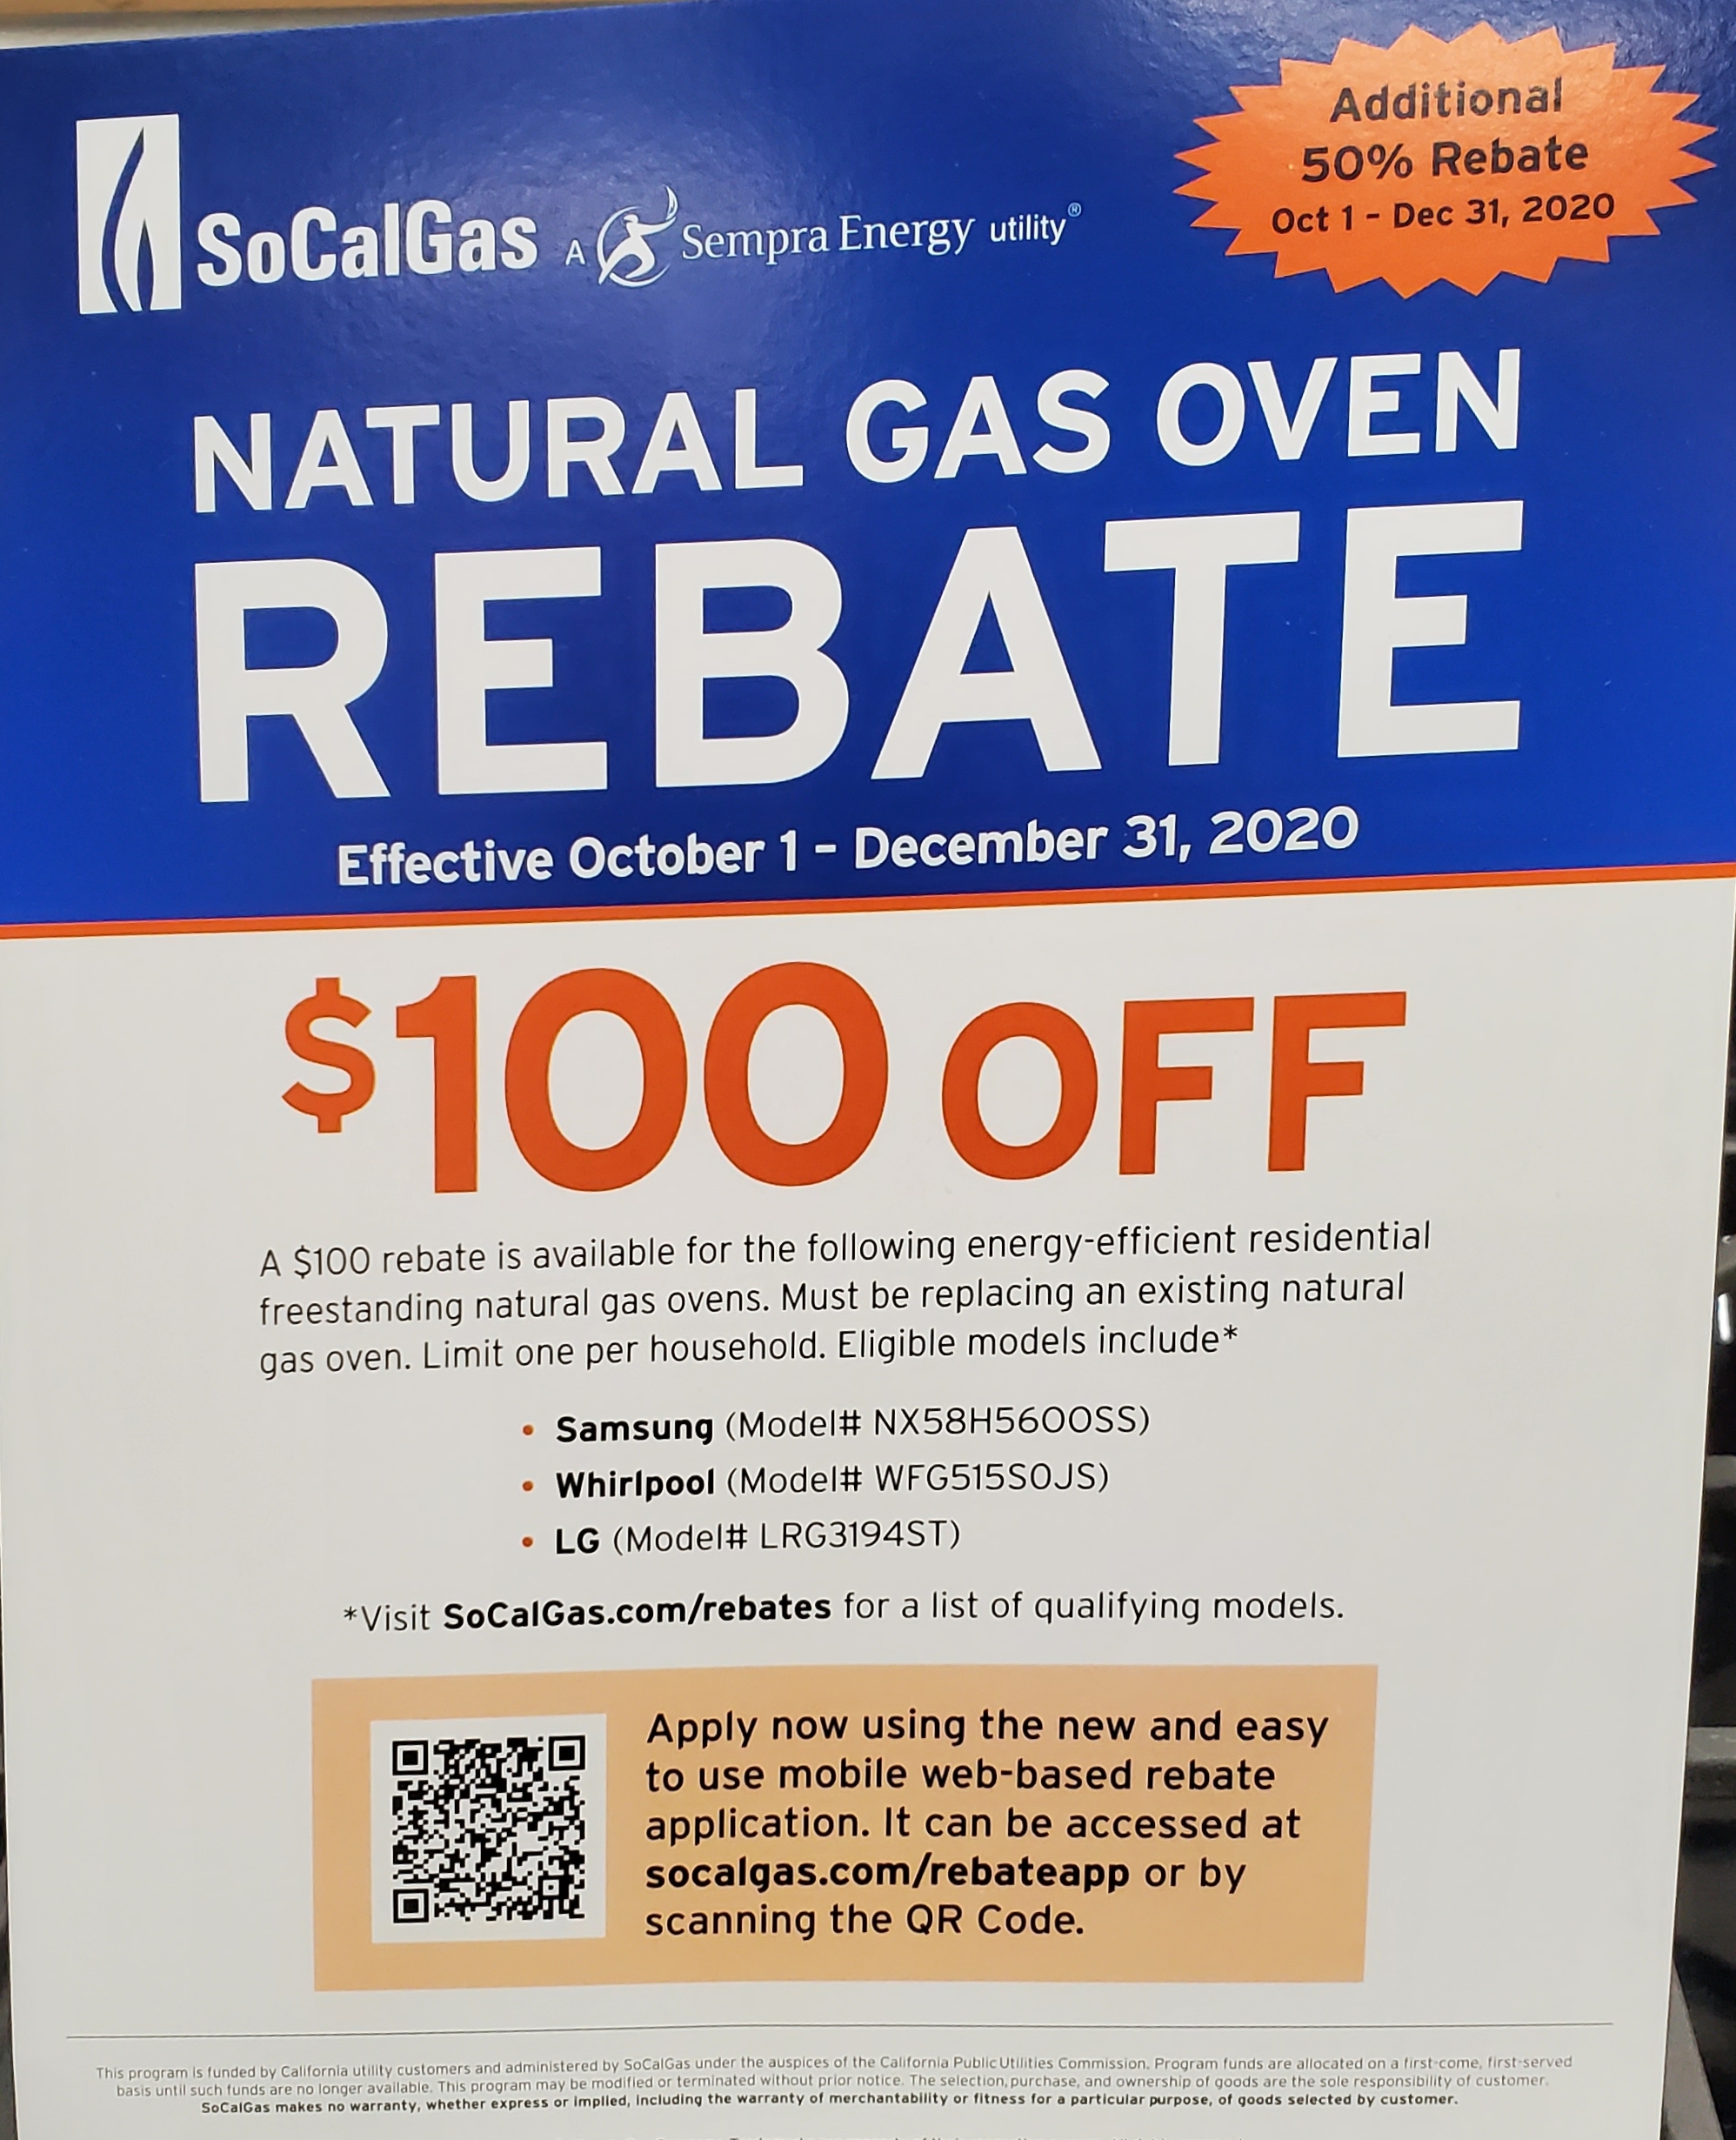 Additional
50% Rebate
Oct 1 - Dec 31, 2020
SoCalGas A Sempra Energy utility®
NATURAL GAS OVEN
REBATE
Effective October 1 - December 31, 2020
$100 OFF
A $100 rebate is available for the following energy-efficient residential
freestanding natural gas ovens. Must be replacing an existing natural
gas oven. Limit one per household. Eligible models include*
• Samsung (Model# NX58H5600SS)
• Whirlpool (Model# WFG515S0JS)
• LG (Model# LRG3194ST)
*Visit SoCalGas.com/rebates for a list of qualifying models.
Apply now using the new and easy
to use mobile web-based rebate
application. It can be accessed at
socalgas.com/rebateapp or by
scanning the QR Code.
This program is funded by California utility customers and administered by SoCalGas under the auspices of the California Public Utilities Commission. Program funds are allocated on a first-come, first-served
basis until such funds are no longer available. This program may be modified or terminated without prior notice. The selection, purchase, and ownership of goods are the sole responsibility of customer.
SoCalGas makes no warranty, whether express or implied, including the warranty of merchantability or fitness for a particular purpose, of goods selected by customer.